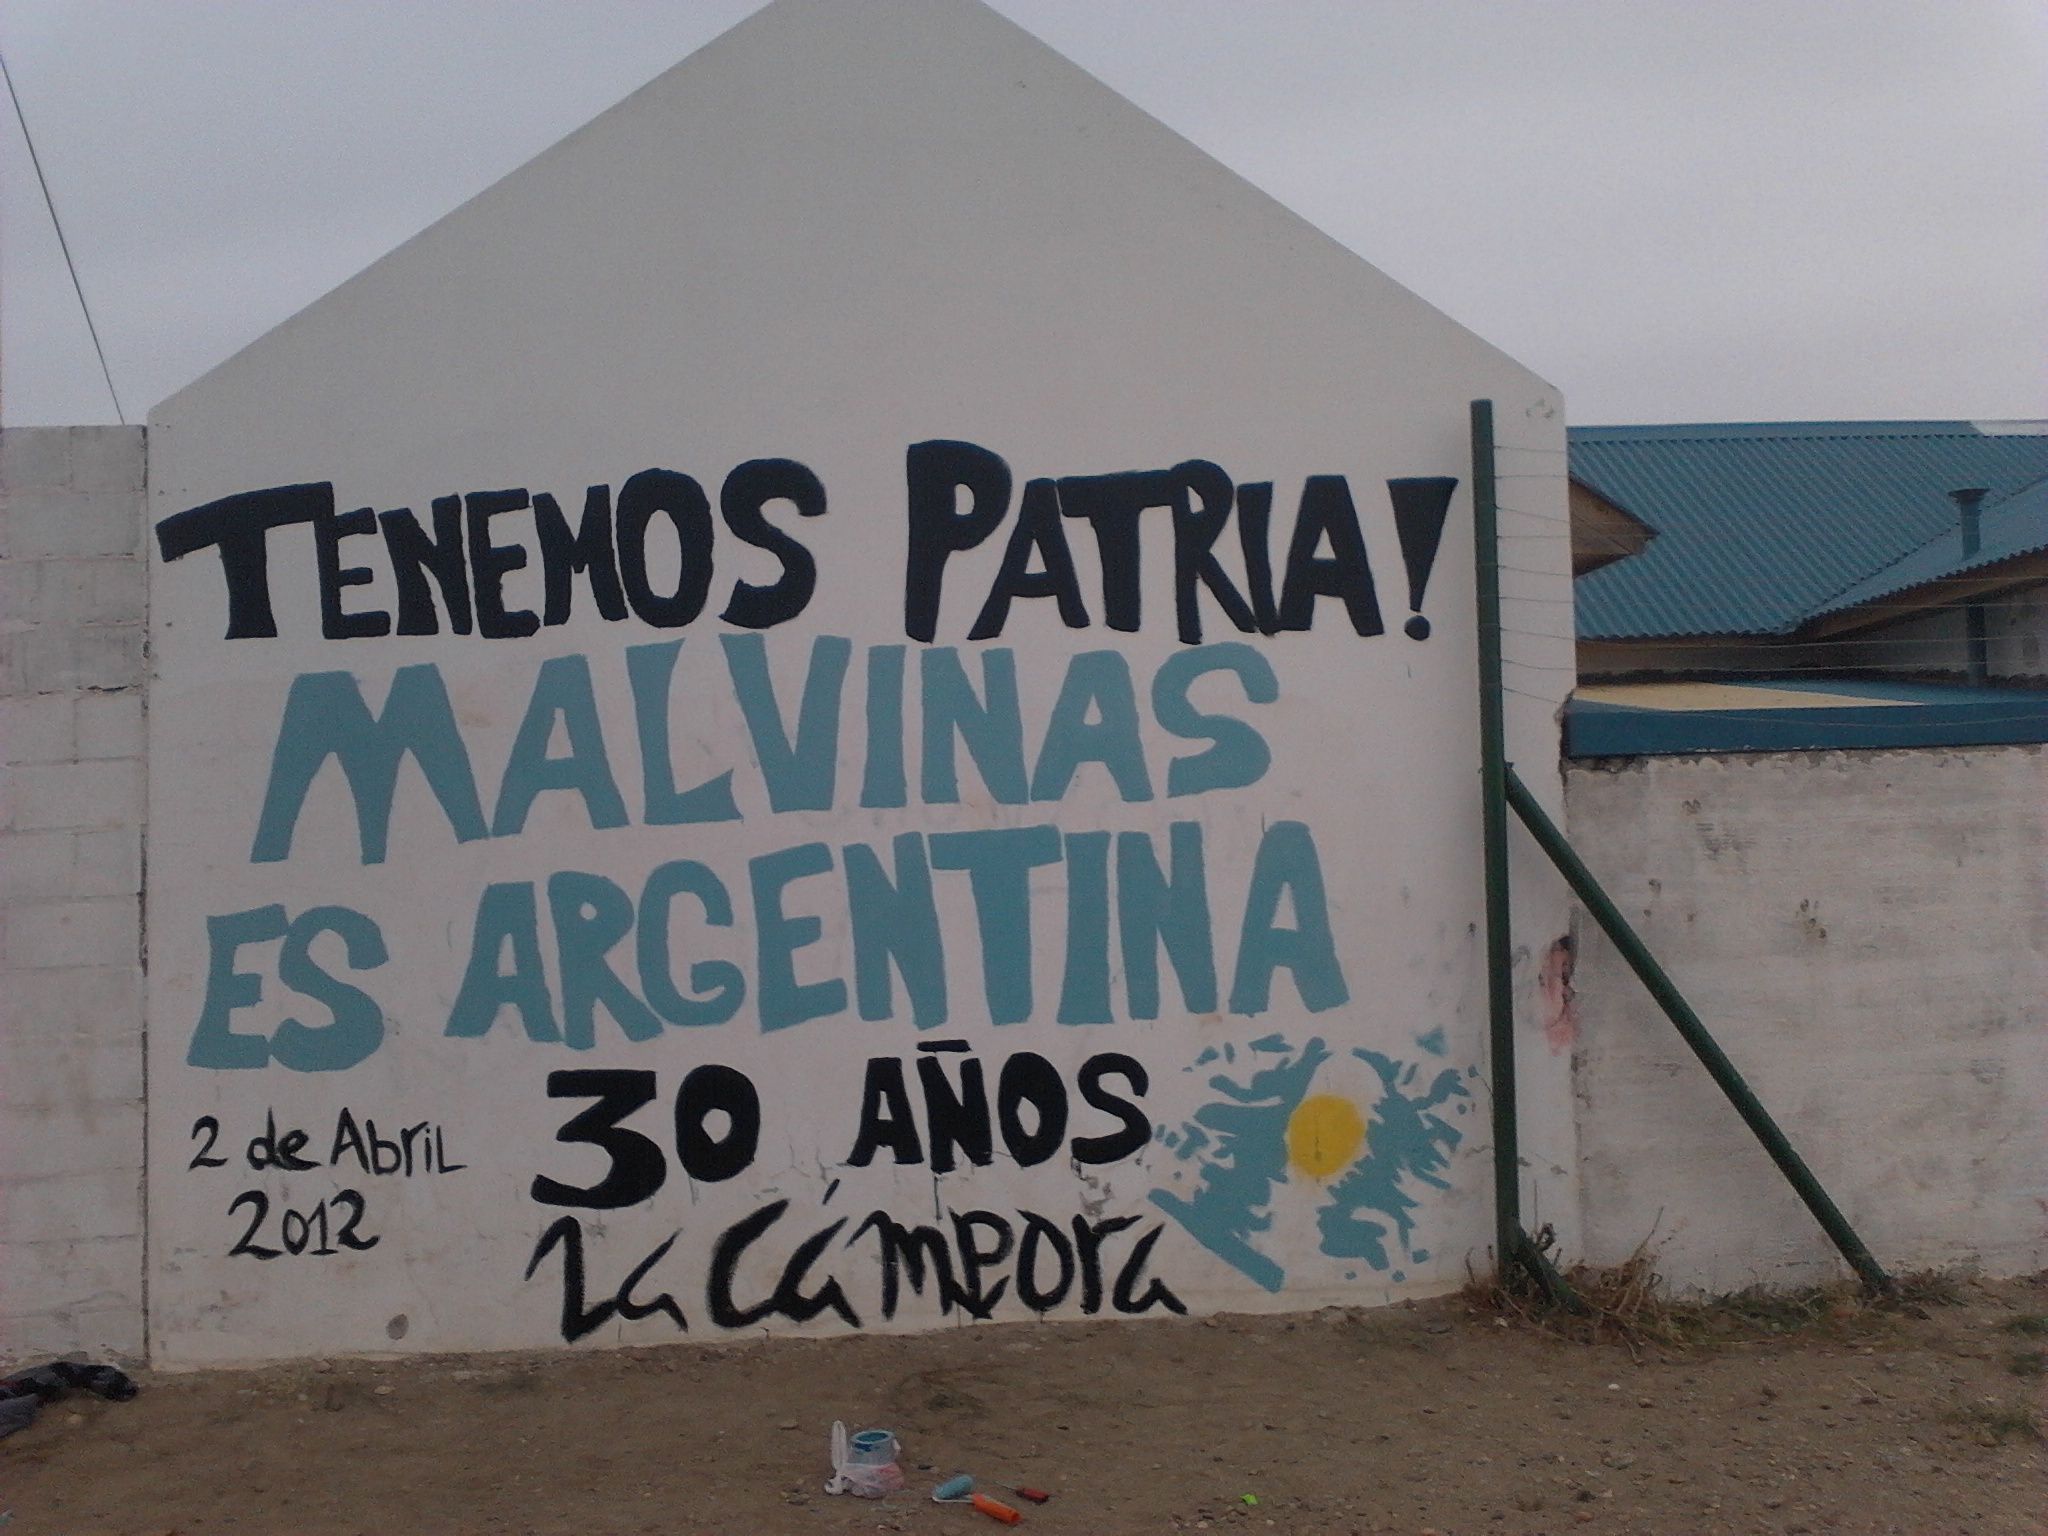 TENEMOS PATRIA!
MALVINAS
ES ARGENTINA
30 AÑOS
2 de Abril
2012
La Cámpora